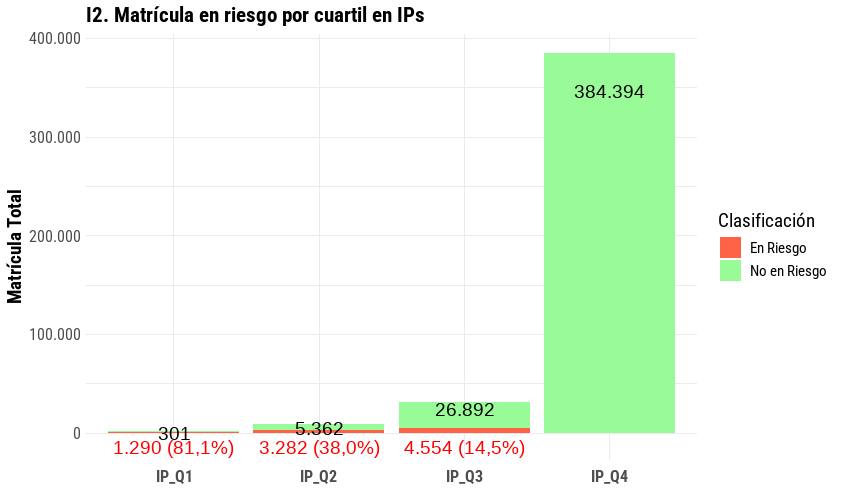 I2. Matrícula en riesgo por cuartil en IPs
Matrícula Total
400.000
300.000
200.000
100.000
0
384.394
26.892
5.362
301
1.290 (81,1%)
3.282 (38,0%)
4.554 (14,5%)
IP_Q1
IP_Q2
IP_Q3
IP_Q4
Clasificación
En Riesgo
No en Riesgo